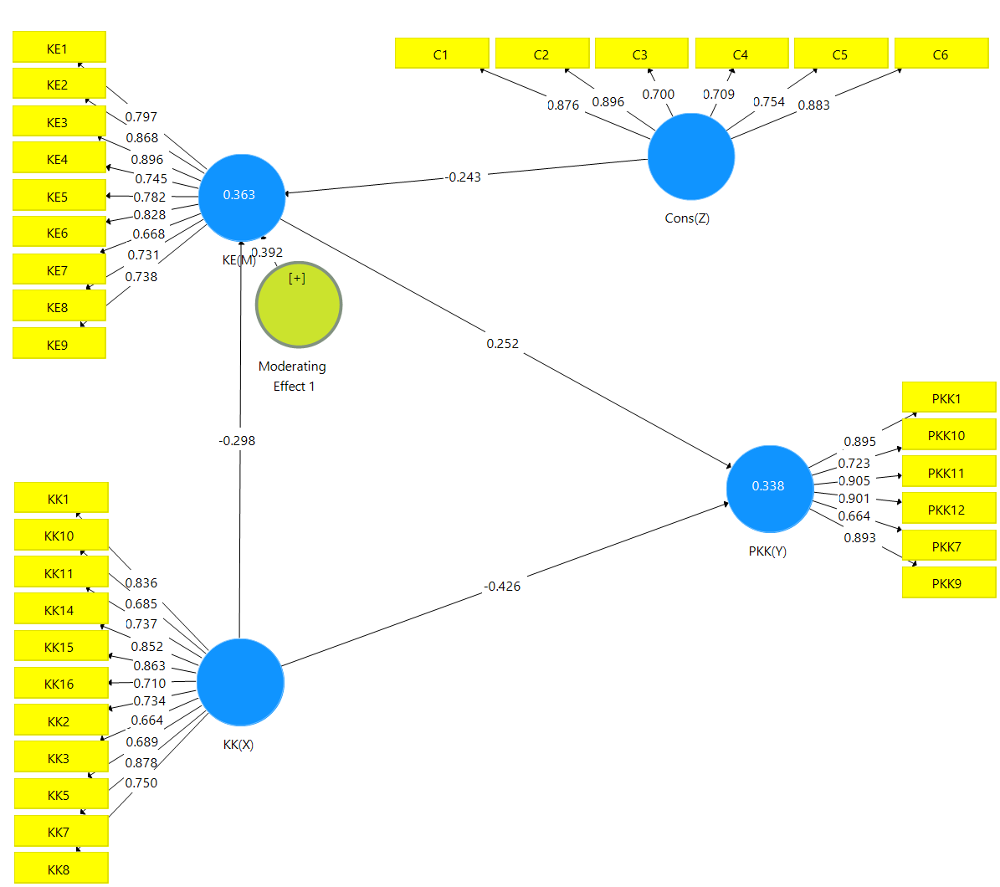 KE1
KE2
KE3
KE4
KE5
KE6
KE7
KE8
KE9
0.797
0.868
0.896
0.745
0.782
0.828
0.668
0.731
0.738
0.363
KE(M)
C1
C2
C3
C4
C5
C6
0.876
0.896
0.700
0.709
0.754
0.883
Cons(Z)
-0.243
0.392
[+]
Moderating
Effect 1
0.252
-0.298
-0.426
PKK1
PKK10
PKK11
PKK12
PKK7
PKK9
0.895
0.723
0.905
0.901
0.664
0.893
0.338
PKK(Y)
KK1
KK10
KK11
KK14
KK15
KK16
KK2
KK3
KK5
KK7
KK8
0.836
0.685
0.737
0.852
0.863
0.710
0.734
0.664
0.689
0.878
0.750
KK(X)